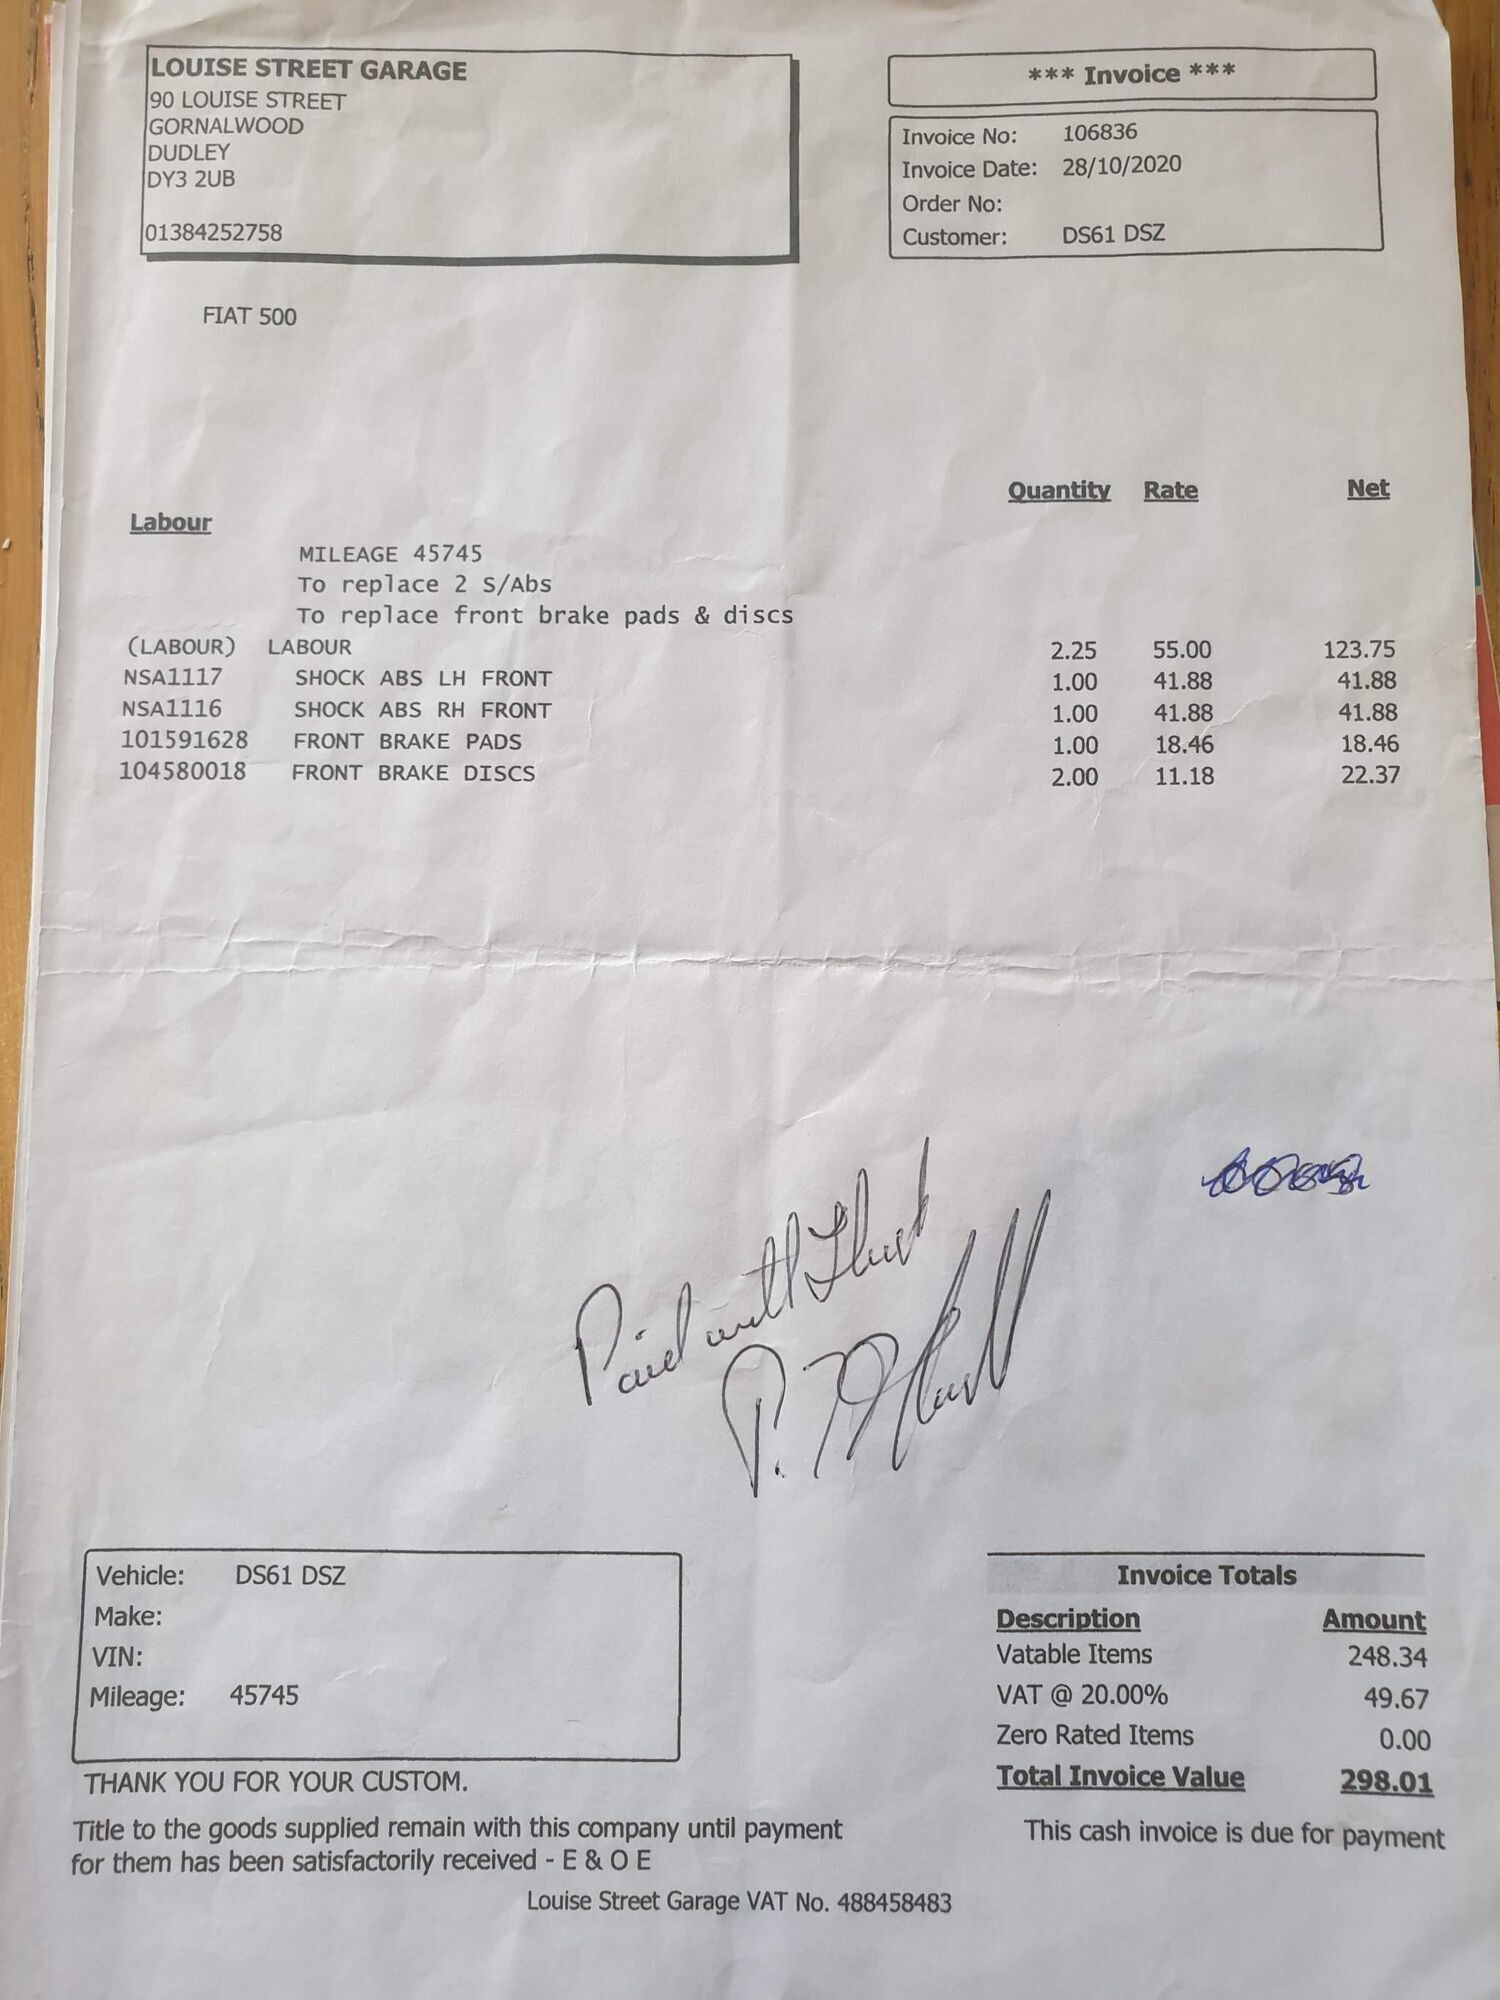 LOUISE STREET GARAGE
90 LOUISE STREET
GORNALWOOD
DUDLEY
DY3 2UB
01384252758
*** Invoice ***
Invoice No: 106836
Invoice Date: 28/10/2020
Order No:
Customer: DS61 DSZ
FIAT 500
Quantity Rate Net
Labour
MILEAGE 45745
To replace 2 S/Abs
To replace front brake pads & discs
(LABOUR) LABOUR 2.25 55.00 123.75
NSA1117 SHOCK ABS LH FRONT 1.00 41.88 41.88
NSA1116 SHOCK ABS RH FRONT 1.00 41.88 41.88
101591628 FRONT BRAKE PADS 1.00 18.46 18.46
104580018 FRONT BRAKE DISCS 2.00 11.18 22.37
Paid with
P.
Vehicle: DS61 DSZ
Make:
VIN:
Mileage: 45745
Invoice Totals
Description Amount
Vatable Items 248.34
VAT @ 20.00% 49.67
Zero Rated Items 0.00
Total Invoice Value 298.01
THANK YOU FOR YOUR CUSTOM.
Title to the goods supplied remain with this company until payment
for them has been satisfactorily received - E & O E
This cash invoice is due for payment
Louise Street Garage VAT No. 488458483